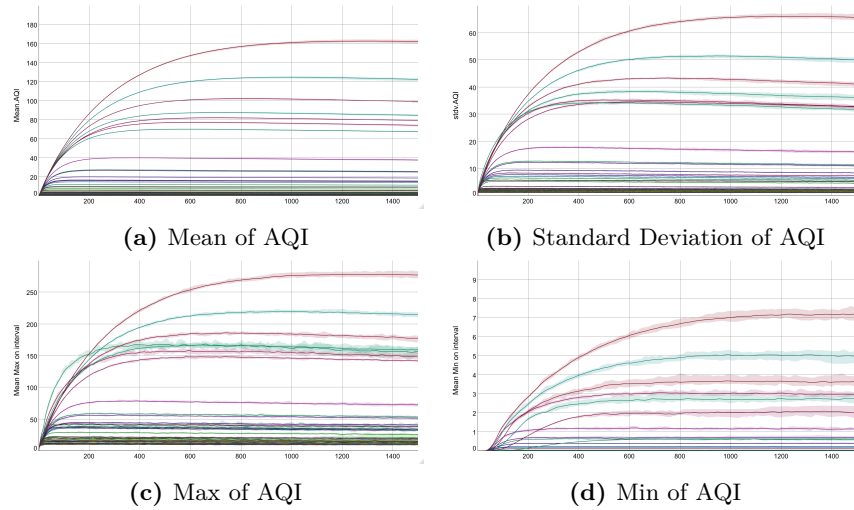 180
160
140
120
100
80
60
40
20
0
Mean AQI
200 400 600 800 1000 1200 1400
(a) Mean of AQI
60
50
40
30
20
10
0
stdv.AQI
200 400 600 800 1000 1200 1400
(b) Standard Deviation of AQI
250
200
150
100
50
0
Mean Max on interval
200 400 600 800 1000 1200 1400
(c) Max of AQI
9
8
7
6
5
4
3
2
1
0
Mean Min on interval
200 400 600 800 1000 1200 1400
(d) Min of AQI